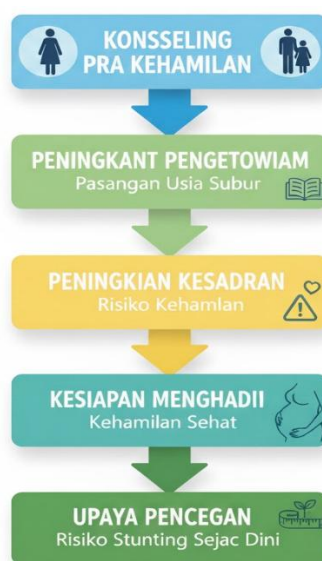 KONSSELING
PRA KEHAMILAN
PENINGKANT PENGETOWIAM
Pasangan Usia Subur
PENINGKIAN KESADRAN
Risiko Kehamlan
KESIAPAN MENGHADII
Kehamilan Sehat
UPAYA PENCEGAN
Risiko Stunting Sejac Dini